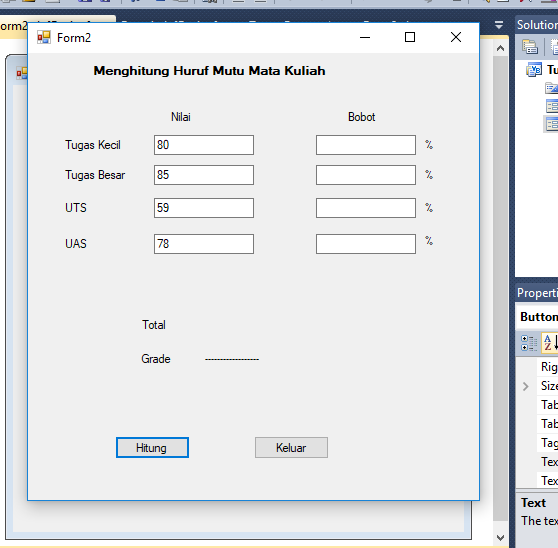 Form2
Menghitung Huruf Mutu Mata Kuliah
Nilai Bobot
Tugas Kecil 80 %
Tugas Besar 85 %
UTS 59 %
UAS 78 %
Total
Grade ------------------
Hitung Keluar
Solution
Tu
Properti
Button
Rig
Size
Tab
Tab
Tag
Tex
Tex
Text
The tex